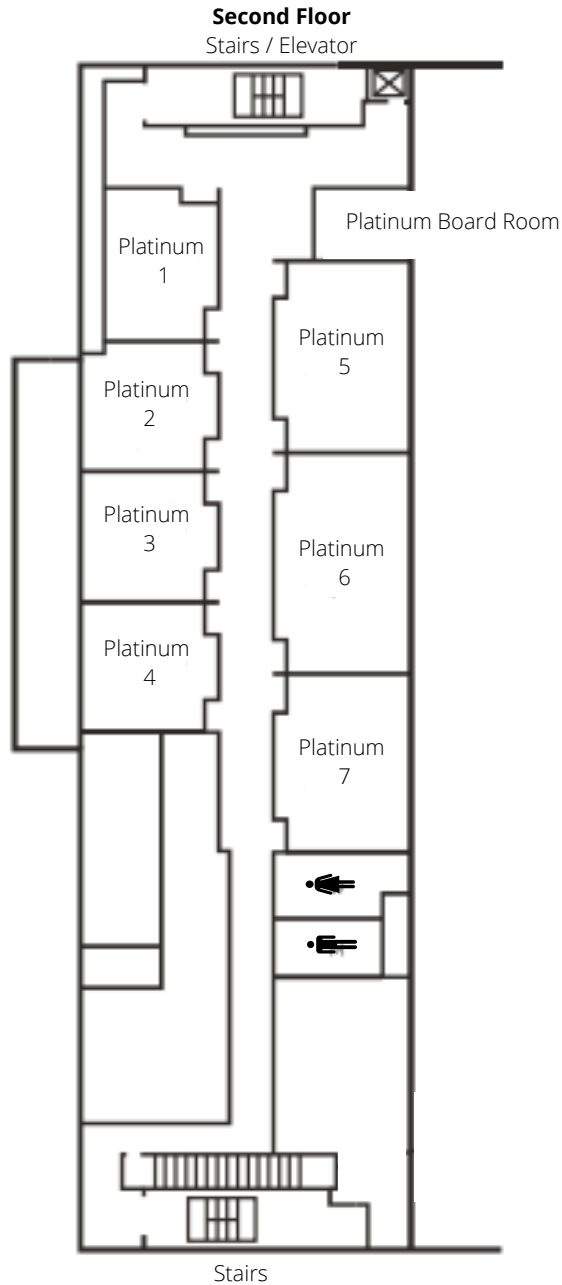 Second Floor
Stairs / Elevator
Platinum Board Room
Platinum
1
Platinum
5
Platinum
2
Platinum
3
Platinum
6
Platinum
4
Platinum
7
Stairs